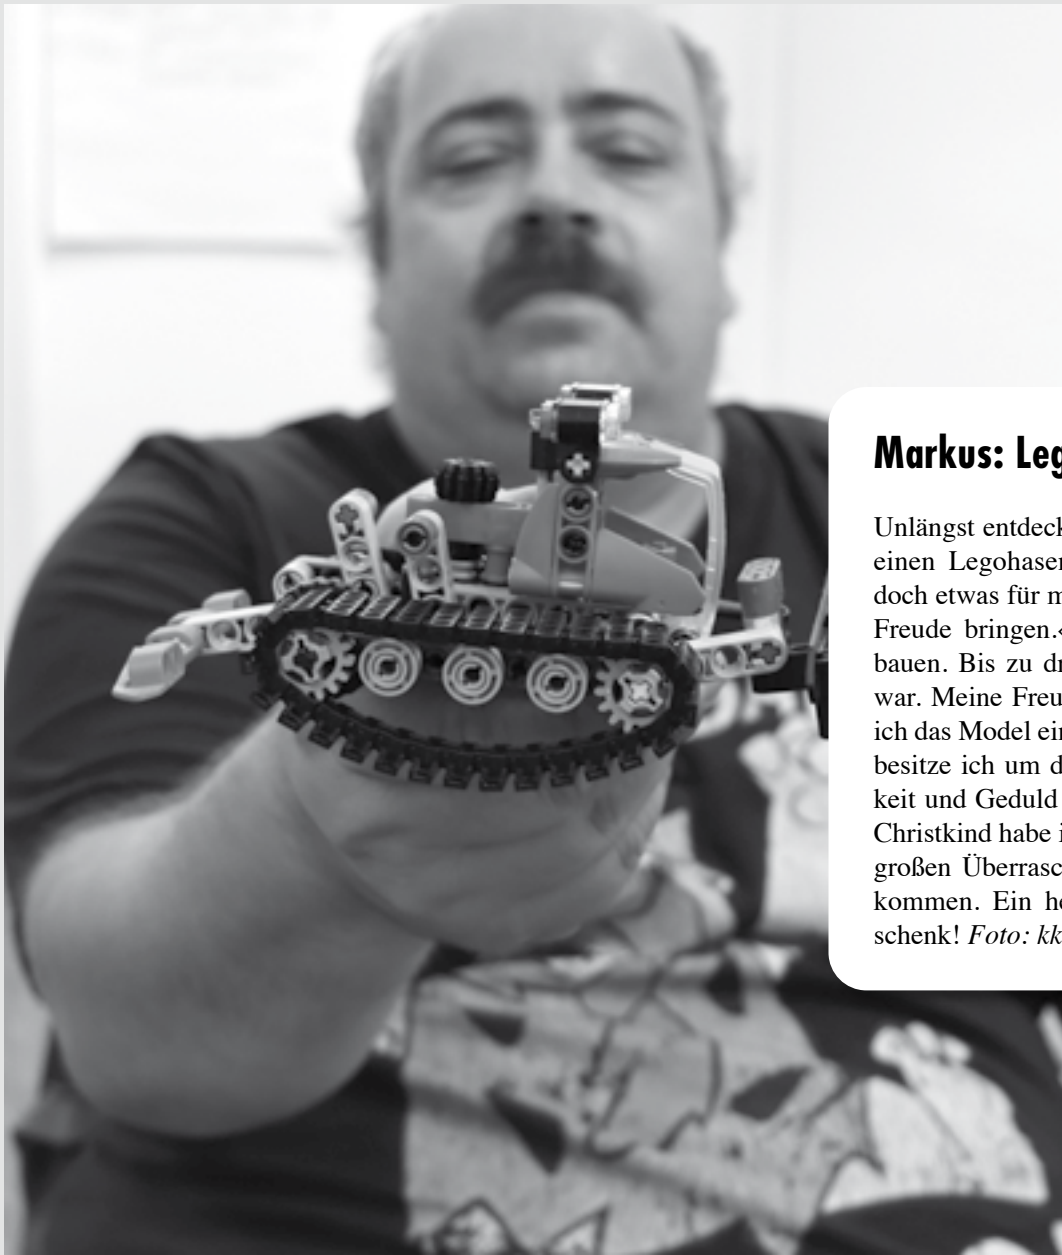 Markus: Leg
Unlängst entdeck
einen Legohasen
doch etwas für m
Freude bringen.«
bauen. Bis zu dr
war. Meine Freu
ich das Model ein
besitze ich um d
keit und Geduld
Christkind habe i
großen Überrasc
kommen. Ein he
schenk! Foto: kk